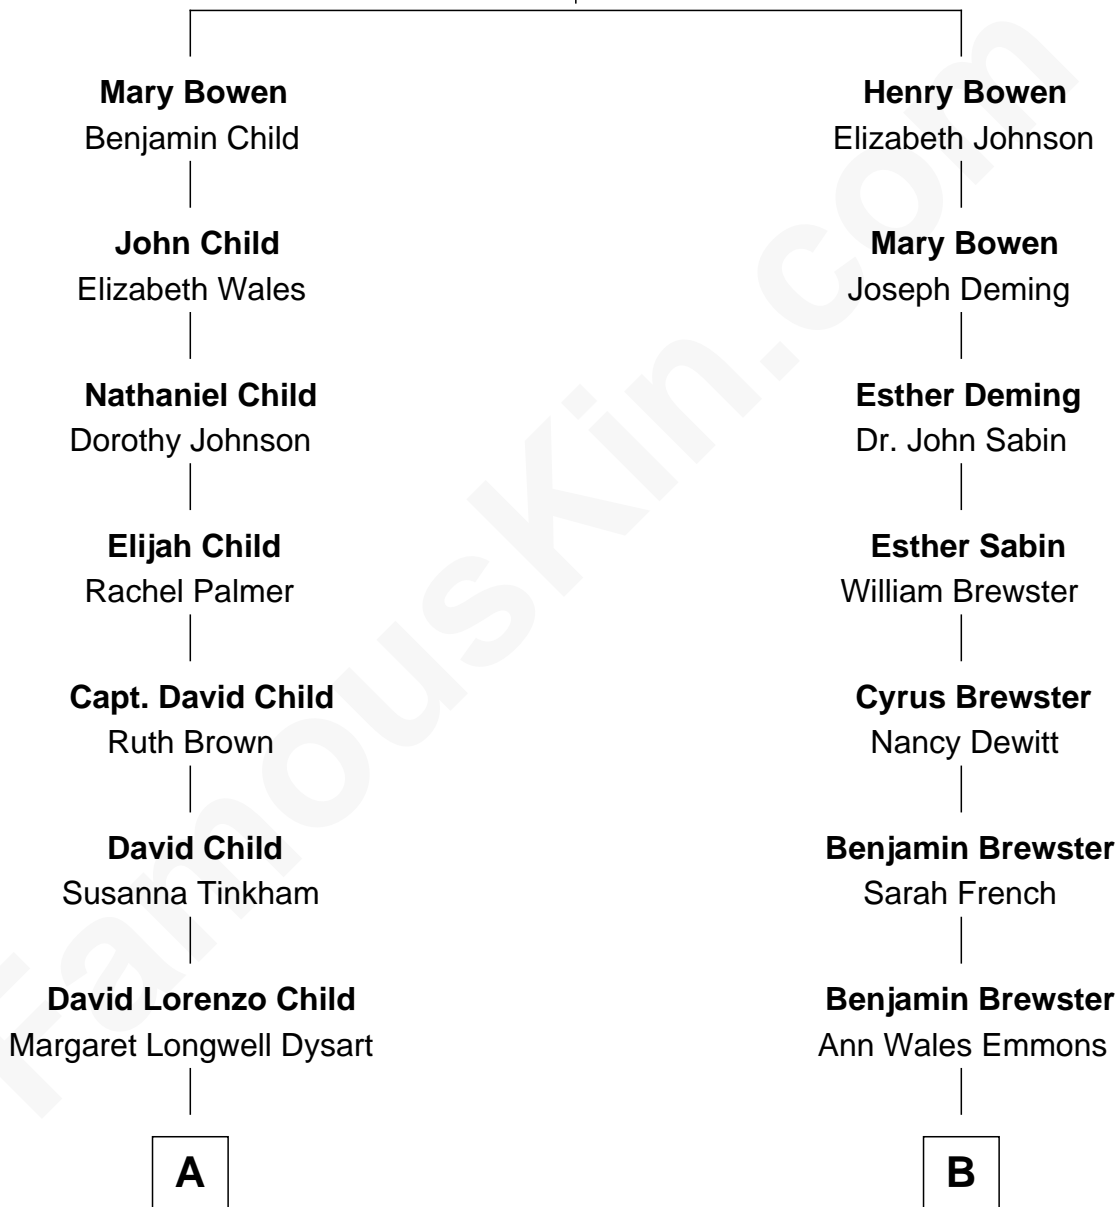 Mary Bowen
Benjamin Child
John Child
Elizabeth Wales
Nathaniel Child
Dorothy Johnson
Elijah Child
Rachel Palmer
Capt. David Child
Ruth Brown
David Child
Susanna Tinkham
David Lorenzo Child
Margaret Longwell Dysart
A
Henry Bowen
Elizabeth Johnson
Mary Bowen
Joseph Deming
Esther Deming
Dr. John Sabin
Esther Sabin
William Brewster
Cyrus Brewster
Nancy Dewitt
Benjamin Brewster
Sarah French
Benjamin Brewster
Ann Wales Emmons
B
FamousKin.com